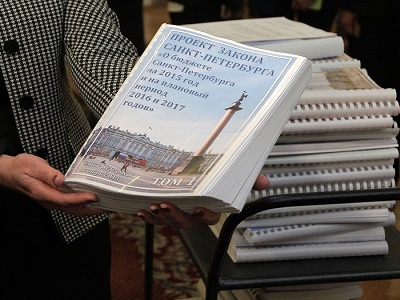 ПРОЕКТ ЗАКОНА
САНКТ-ПЕТЕРБУРГА
«О бюджете
Санкт-Петербурга
на 2015 год
и на плановый
период
2016 и 2017
годов»
ТОМ 1